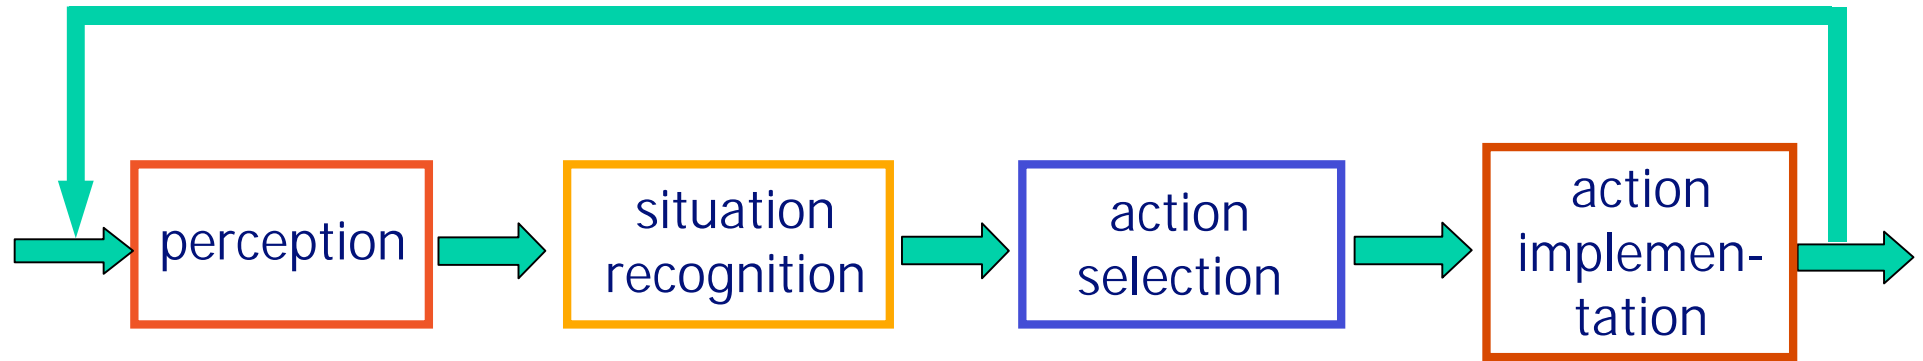 perception
situation
recognition
action
selection
action
implemen-
tation